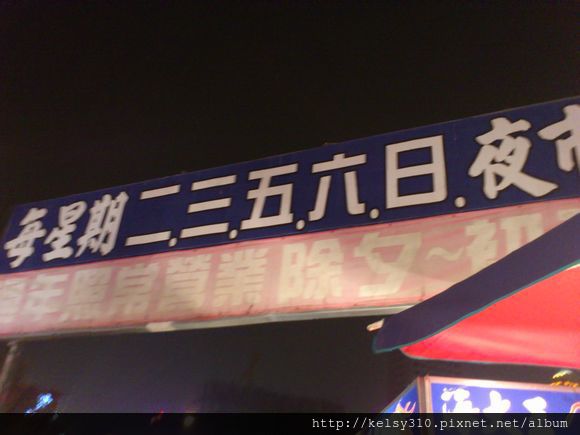 每星期二.三.五.六.日.夜市
過年照常營業 除夕~初
http://kelsy310.pixnet.net/album